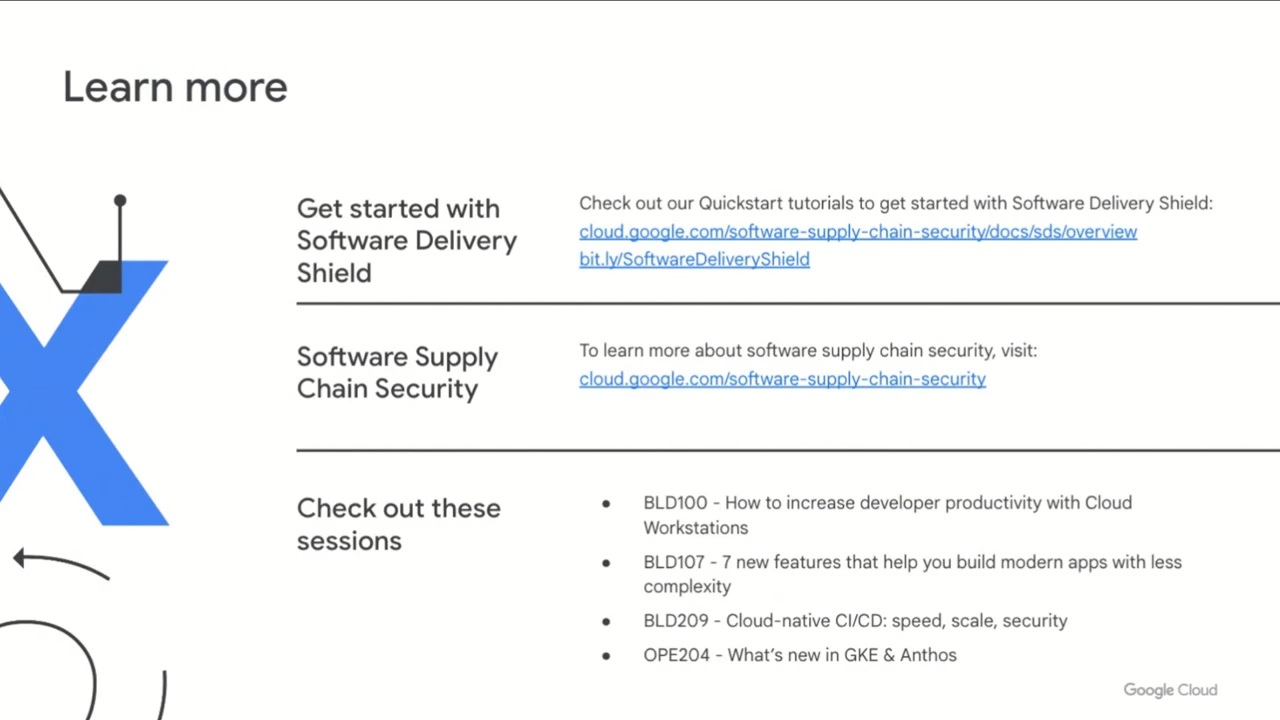 Learn more
Get started with
Software Delivery
Shield
Check out our Quickstart tutorials to get started with Software Delivery Shield:
cloud.google.com/software-supply-chain-security/docs/sds/overview
bit.ly/SoftwareDeliveryShield
Software Supply
Chain Security
To learn more about software supply chain security, visit:
cloud.google.com/software-supply-chain-security
Check out these
sessions
● BLD100 - How to increase developer productivity with Cloud
Workstations
● BLD107 - 7 new features that help you build modern apps with less
complexity
● BLD209 - Cloud-native CI/CD: speed, scale, security
● OPE204 - What's new in GKE & Anthos
Google Cloud